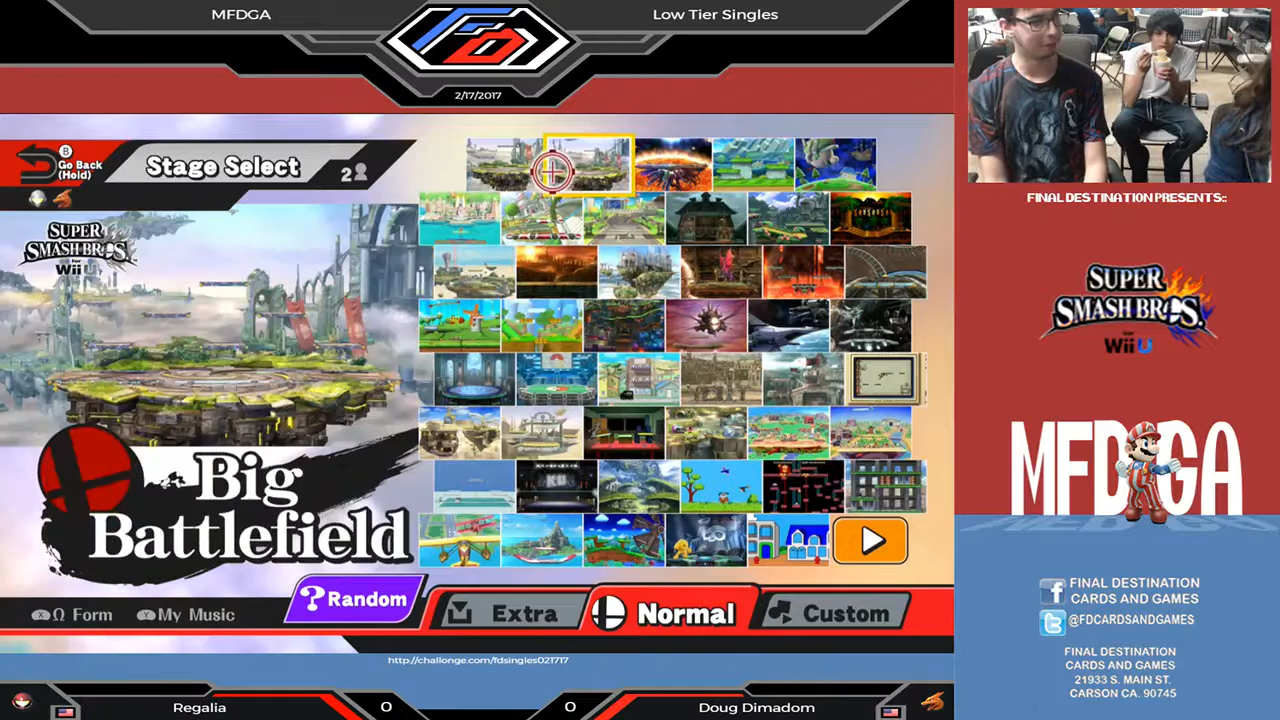 MFDGA
Low Tier Singles
FD
2/17/2017
B
Go Back
(Hold)
Stage Select
2
SUPER
SMASH BROS.
for
Wii U
Big
Battlefield
Ω Form
My Music
? Random
Extra
Normal
Custom
http://challonge.com/fdsingles021717
Regalia
0
0
Doug Dimadom
FINAL DESTINATION PRESENTS::
SUPER
SMASH BROS.
for
Wii U
MFDGA
FINAL DESTINATION
CARDS AND GAMES
@FDCARDSANDGAMES
FINAL DESTINATION
CARDS AND GAMES
21933 S. MAIN ST.
CARSON CA. 90745